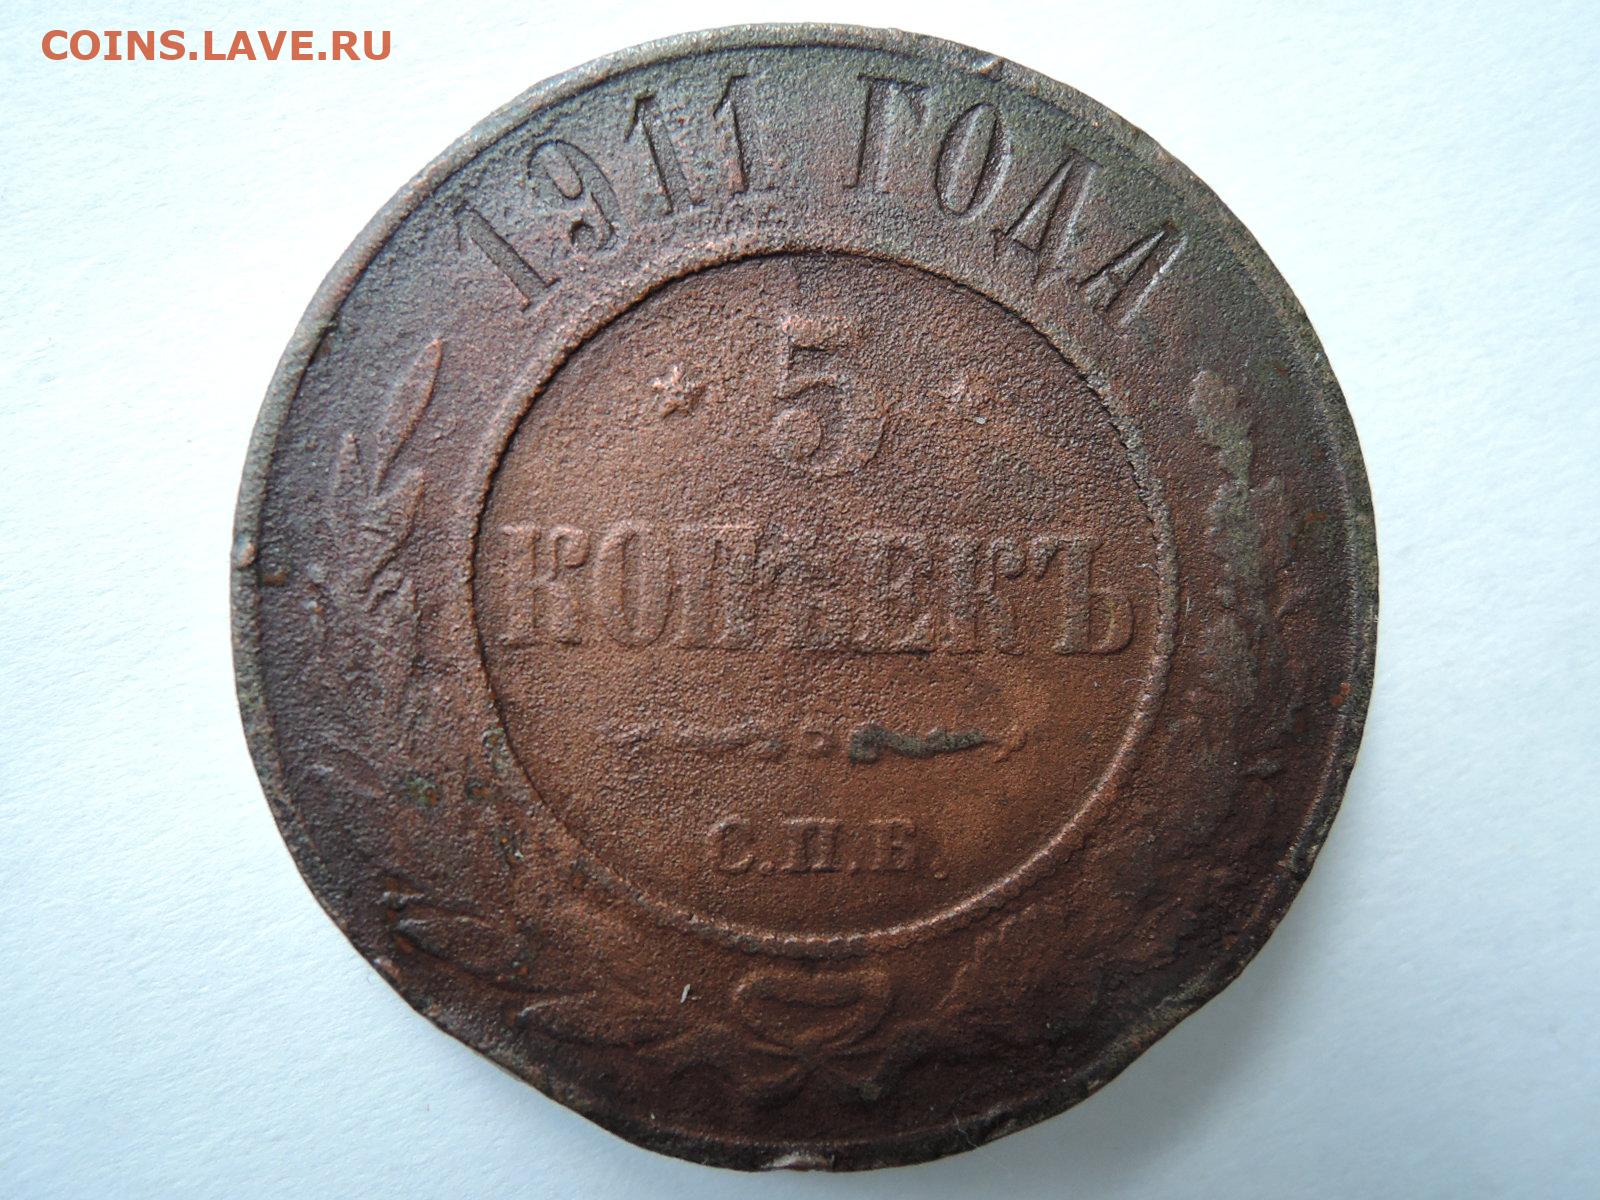 COINS.LAVE.RU
1911 ГОДА
5
КОПѢЕКЪ
С.П.Б.